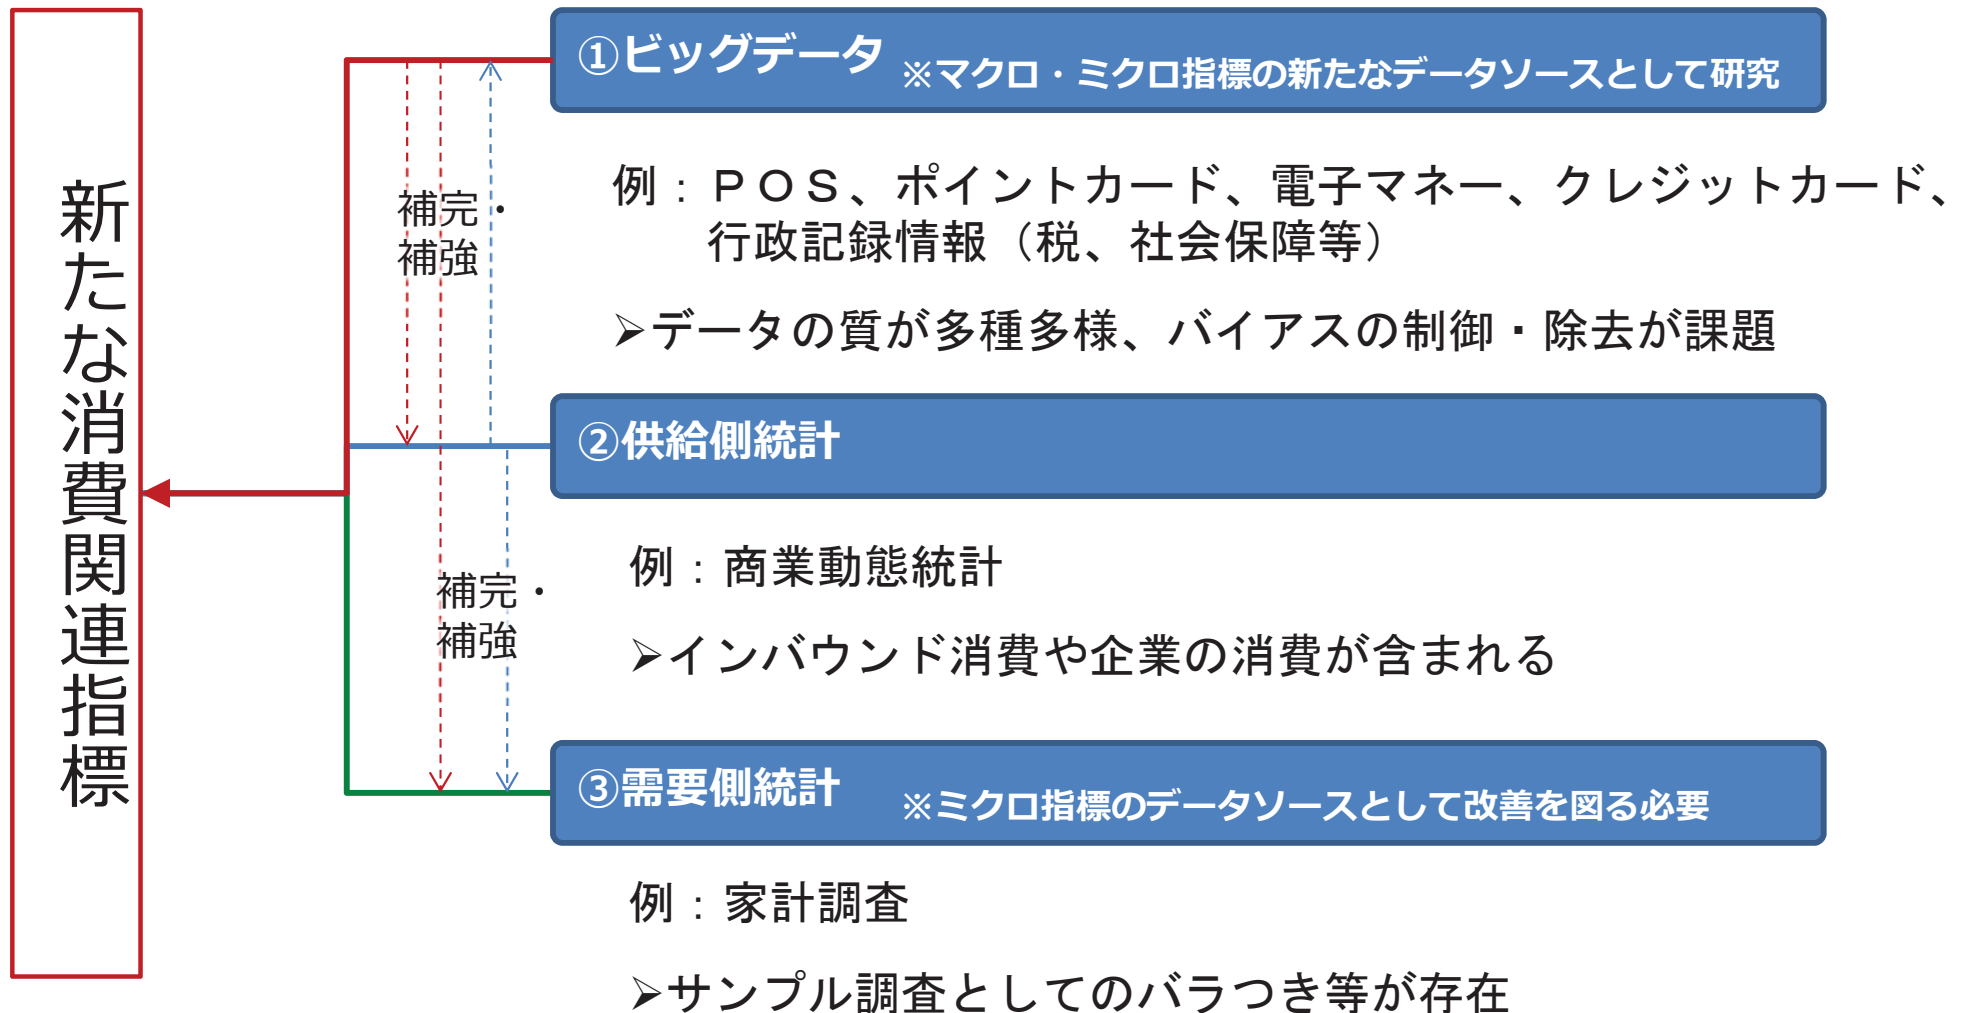 新たな消費関連指標
①ビッグデータ ※マクロ・ミクロ指標の新たなデータソースとして研究
例：ＰＯＳ、ポイントカード、電子マネー、クレジットカード、
行政記録情報（税、社会保障等）
➢データの質が多種多様、バイアスの制御・除去が課題
補完・
補強
②供給側統計
例：商業動態統計
➢インバウンド消費や企業の消費が含まれる
補完・
補強
③需要側統計 ※ミクロ指標のデータソースとして改善を図る必要
例：家計調査
➢サンプル調査としてのバラつき等が存在